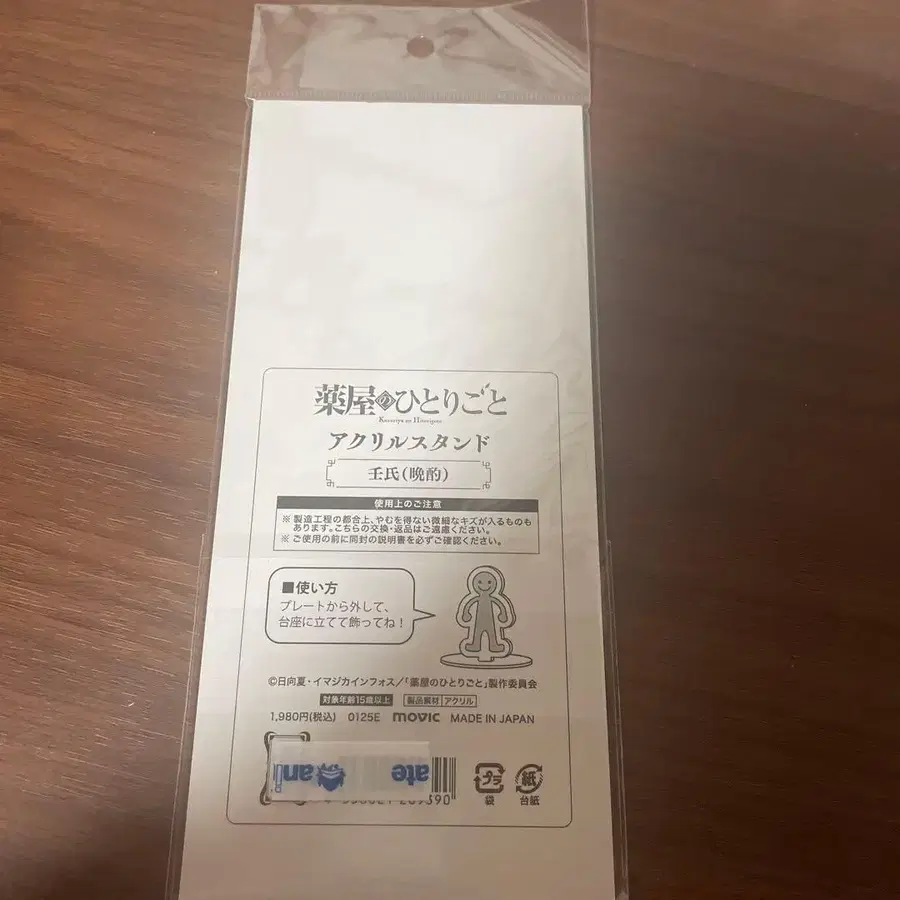 薬屋のひとりごと
Kusuriya no Hitorigoto
アクリルスタンド
壬氏(晩酌)
使用上のご注意
※ 製造工程の都合上、やむを得ない微細なキズが入るものも
あります。こちらの交換・返品はご遠慮ください。
※ ご使用の前に同封の説明書を必ずご確認ください。
■使い方
プレートから外して、
台座に立てて飾ってね!
©日向夏・イマジカインフォス/「薬屋のひとりごと」製作委員会
対象年齢15歳以上 製品素材 アクリル
1,980円(税込) 0125E movic MADE IN JAPAN
ani ate
プラ 紙
袋 台紙